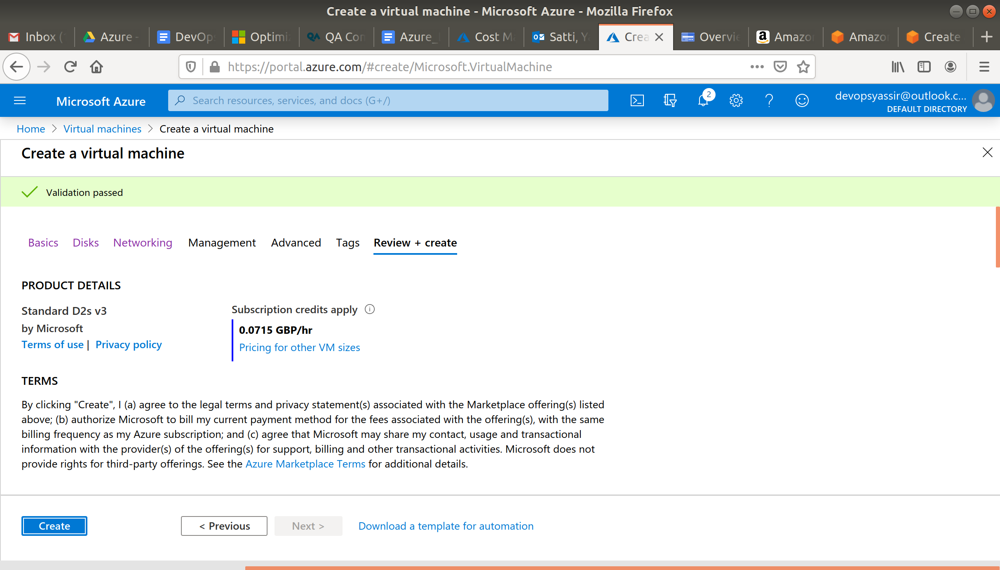 Create a virtual machine - Microsoft Azure - Mozilla Firefox
Inbox ( Azure - DevOps Optimiz QA Con Azure_ Cost Ma Satti, Y Crea Overvie Amazon Amazon Create
https://portal.azure.com/#create/Microsoft.VirtualMachine
Microsoft Azure
Search resources, services, and docs (G+/)
2
devopsyassir@outlook.c...
DEFAULT DIRECTORY
Home > Virtual machines > Create a virtual machine
Create a virtual machine
Validation passed
Basics Disks Networking Management Advanced Tags Review + create
PRODUCT DETAILS
Standard D2s v3
by Microsoft
Terms of use | Privacy policy
Subscription credits apply
0.0715 GBP/hr
Pricing for other VM sizes
TERMS
By clicking "Create", I (a) agree to the legal terms and privacy statement(s) associated with the Marketplace offering(s) listed
above; (b) authorize Microsoft to bill my current payment method for the fees associated with the offering(s), with the same
billing frequency as my Azure subscription; and (c) agree that Microsoft may share my contact, usage and transactional
information with the provider(s) of the offering(s) for support, billing and other transactional activities. Microsoft does not
provide rights for third-party offerings. See the Azure Marketplace Terms for additional details.
Create
< Previous
Next >
Download a template for automation